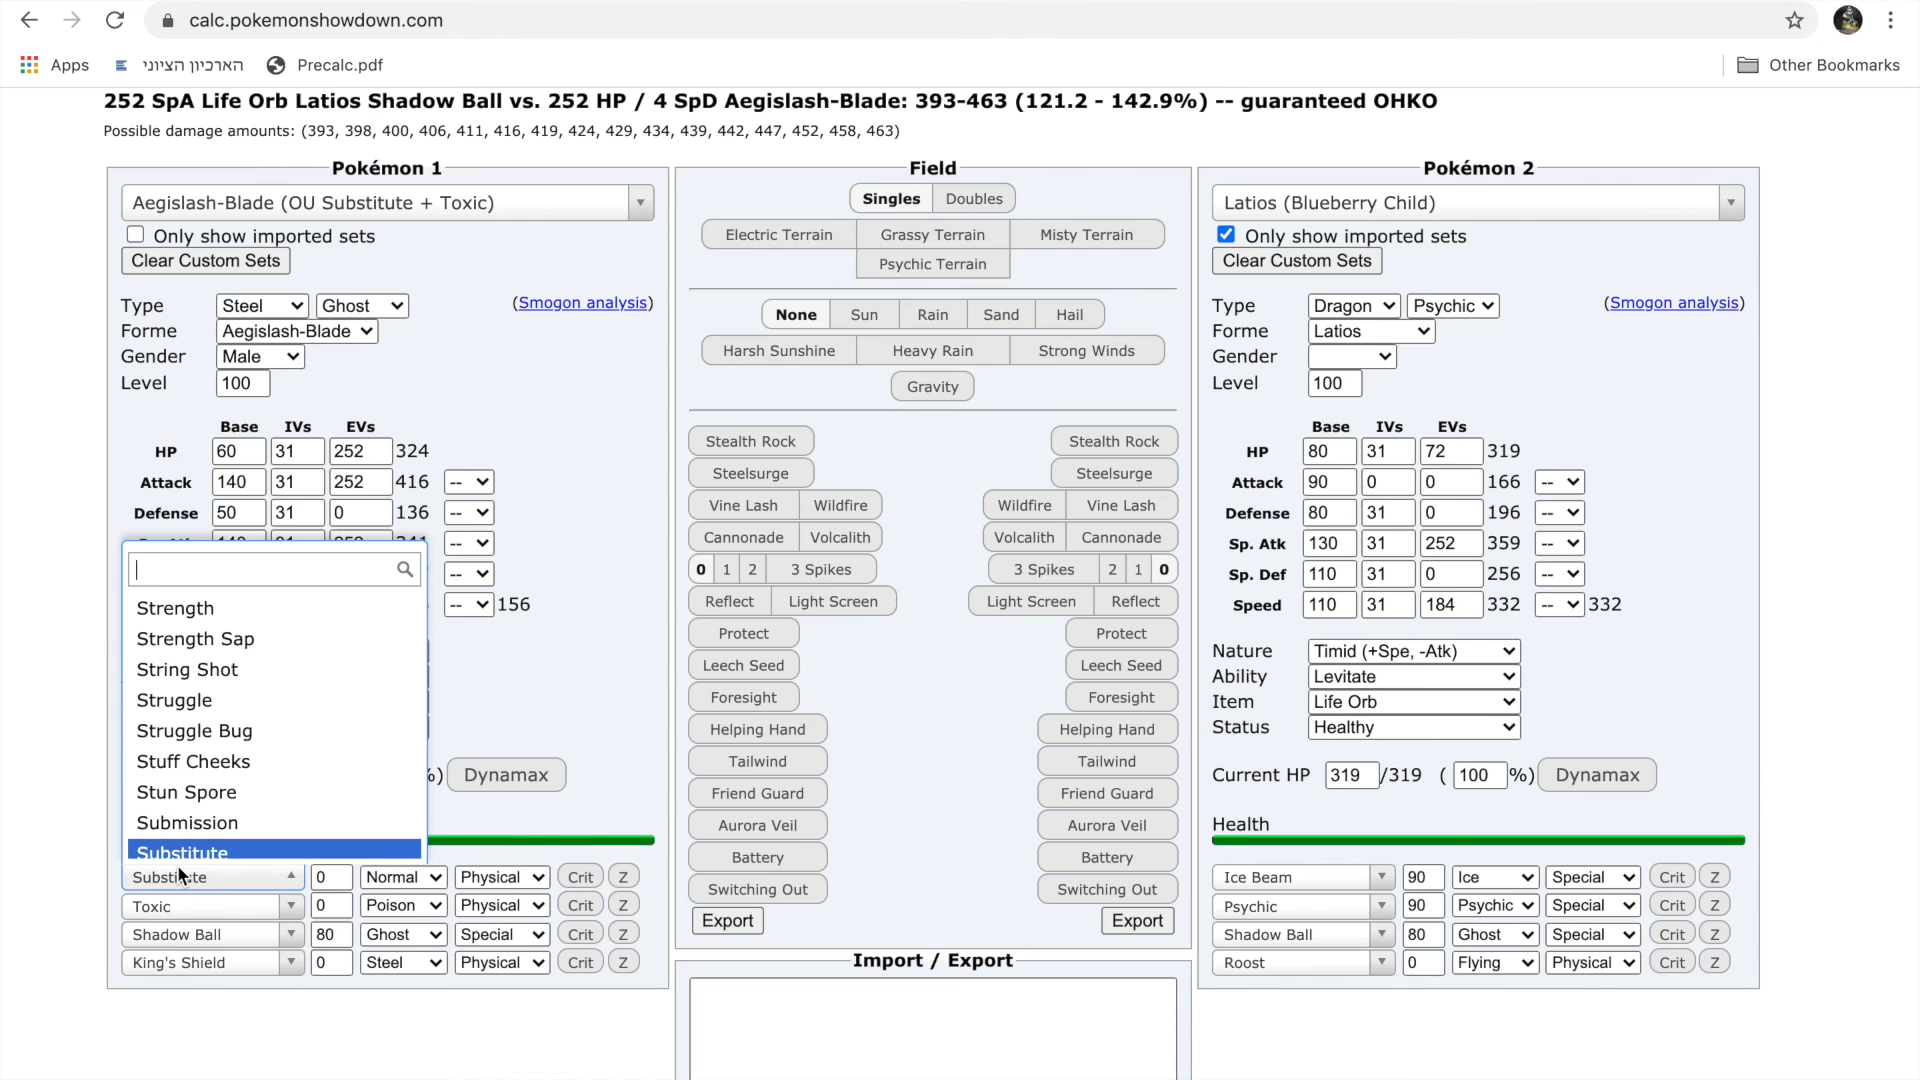 calc.pokemonshowdown.com
Apps הארכיון הציוני Precalc.pdf Other Bookmarks
252 SpA Life Orb Latios Shadow Ball vs. 252 HP / 4 SpD Aegislash-Blade: 393-463 (121.2 - 142.9%) -- guaranteed OHKO
Possible damage amounts: (393, 398, 400, 406, 411, 416, 419, 424, 429, 434, 439, 442, 447, 452, 458, 463)
Pokémon 1
Aegislash-Blade (OU Substitute + Toxic)
Only show imported sets
Clear Custom Sets
Type Steel Ghost (Smogon analysis)
Forme Aegislash-Blade
Gender Male
Level 100
Base IVs EVs
HP 60 31 252 324
Attack 140 31 252 416 --
Defense 50 31 0 136 --
--
--
-- 156
Strength
Strength Sap
String Shot
Struggle
Struggle Bug
Stuff Cheeks
Stun Spore
Submission
Substitute
%) Dynamax
Substitute 0 Normal Physical Crit Z
Toxic 0 Poison Physical Crit Z
Shadow Ball 80 Ghost Special Crit Z
King's Shield 0 Steel Physical Crit Z
Field
Singles Doubles
Electric Terrain Grassy Terrain Misty Terrain
Psychic Terrain
None Sun Rain Sand Hail
Harsh Sunshine Heavy Rain Strong Winds
Gravity
Stealth Rock Stealth Rock
Steelsurge Steelsurge
Vine Lash Wildfire Wildfire Vine Lash
Cannonade Volcalith Volcalith Cannonade
0 1 2 3 Spikes 3 Spikes 2 1 0
Reflect Light Screen Light Screen Reflect
Protect Protect
Leech Seed Leech Seed
Foresight Foresight
Helping Hand Helping Hand
Tailwind Tailwind
Friend Guard Friend Guard
Aurora Veil Aurora Veil
Battery Battery
Switching Out Switching Out
Export Export
Import / Export
Pokémon 2
Latios (Blueberry Child)
Only show imported sets
Clear Custom Sets
Type Dragon Psychic (Smogon analysis)
Forme Latios
Gender
Level 100
Base IVs EVs
HP 80 31 72 319
Attack 90 0 0 166 --
Defense 80 31 0 196 --
Sp. Atk 130 31 252 359 --
Sp. Def 110 31 0 256 --
Speed 110 31 184 332 -- 332
Nature Timid (+Spe, -Atk)
Ability Levitate
Item Life Orb
Status Healthy
Current HP 319 /319 ( 100 %) Dynamax
Health
Ice Beam 90 Ice Special Crit Z
Psychic 90 Psychic Special Crit Z
Shadow Ball 80 Ghost Special Crit Z
Roost 0 Flying Physical Crit Z